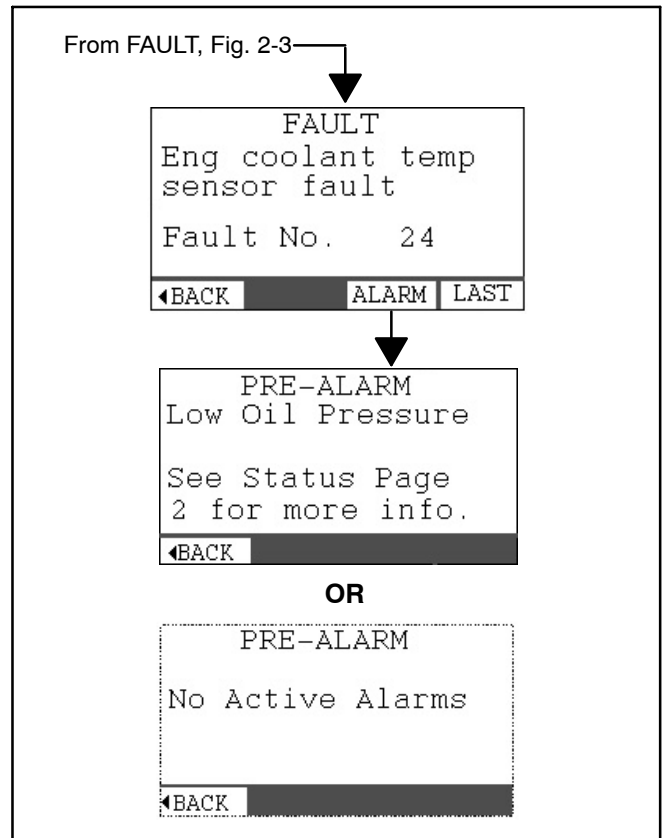 From FAULT, Fig. 2-3
FAULT
Eng coolant temp
sensor fault
Fault No. 24
◀BACK ALARM LAST
PRE-ALARM
Low Oil Pressure
See Status Page
2 for more info.
◀BACK
OR
PRE-ALARM
No Active Alarms
◀BACK